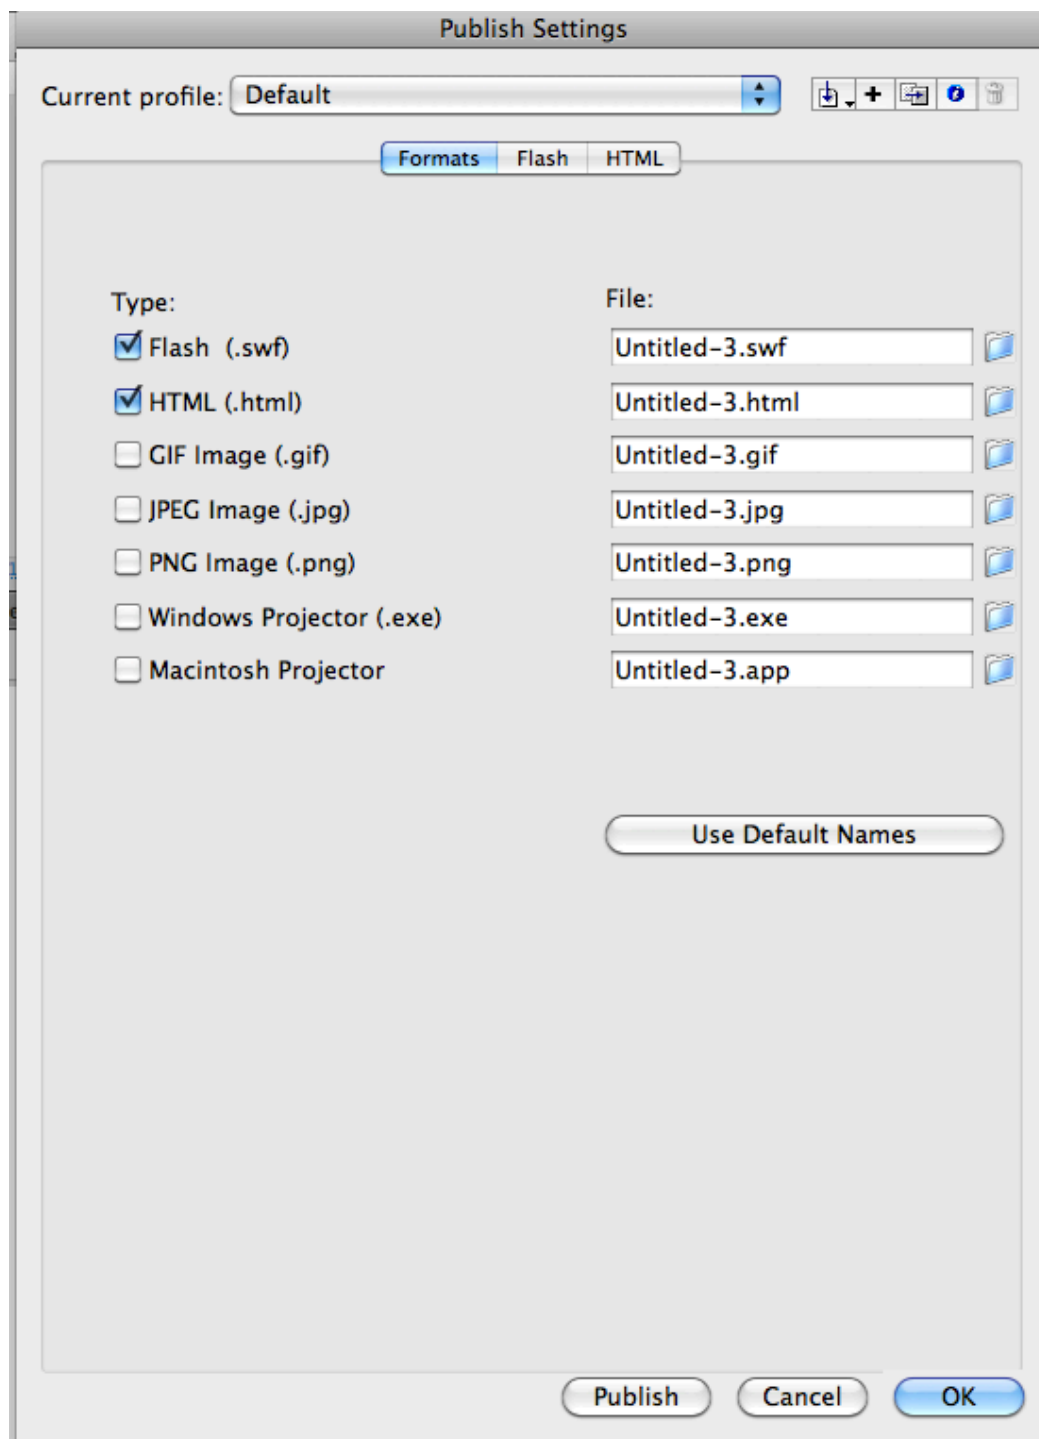 Publish Settings
Current profile: Default
Formats Flash HTML
Type: File:
Flash (.swf) Untitled-3.swf
HTML (.html) Untitled-3.html
GIF Image (.gif) Untitled-3.gif
JPEG Image (.jpg) Untitled-3.jpg
PNG Image (.png) Untitled-3.png
Windows Projector (.exe) Untitled-3.exe
Macintosh Projector Untitled-3.app
Use Default Names
Publish Cancel OK